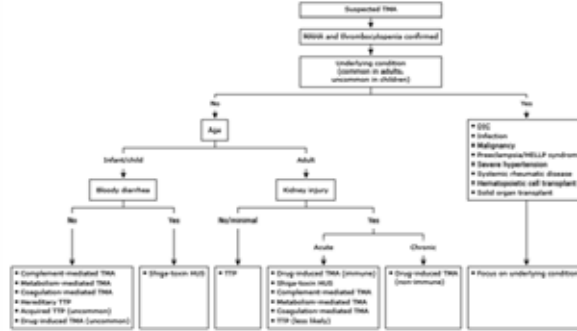 Suspected TMA
MAHA and thrombocytopenia confirmed
Underlying condition
(common in adults,
uncommon in children)
No
Yes
Age
Infant/child
Adult
Bloody diarrhea
Kidney injury
No
Yes
No/minimal
Yes
Acute
Chronic
DIC
Infection
Malignancy
Preeclampsia/HELLP syndrom
Severe hypertension
Systemic rheumatic disease
Hematopoietic cell transplant
Solid organ transplant
Complement-mediated TMA
Metabolism-mediated TMA
Coagulation-mediated TMA
Hereditary TTP
Acquired TTP (uncommon)
Drug-induced TMA (uncommon)
Shiga-toxin HUS
TTP
Drug-induced TMA (immune)
Shiga-toxin HUS
Complement-mediated TMA
Metabolism-mediated TMA
Coagulation-mediated TMA
TTP (less likely)
Drug-induced TMA
(non-immune)
Focus on underlying condition